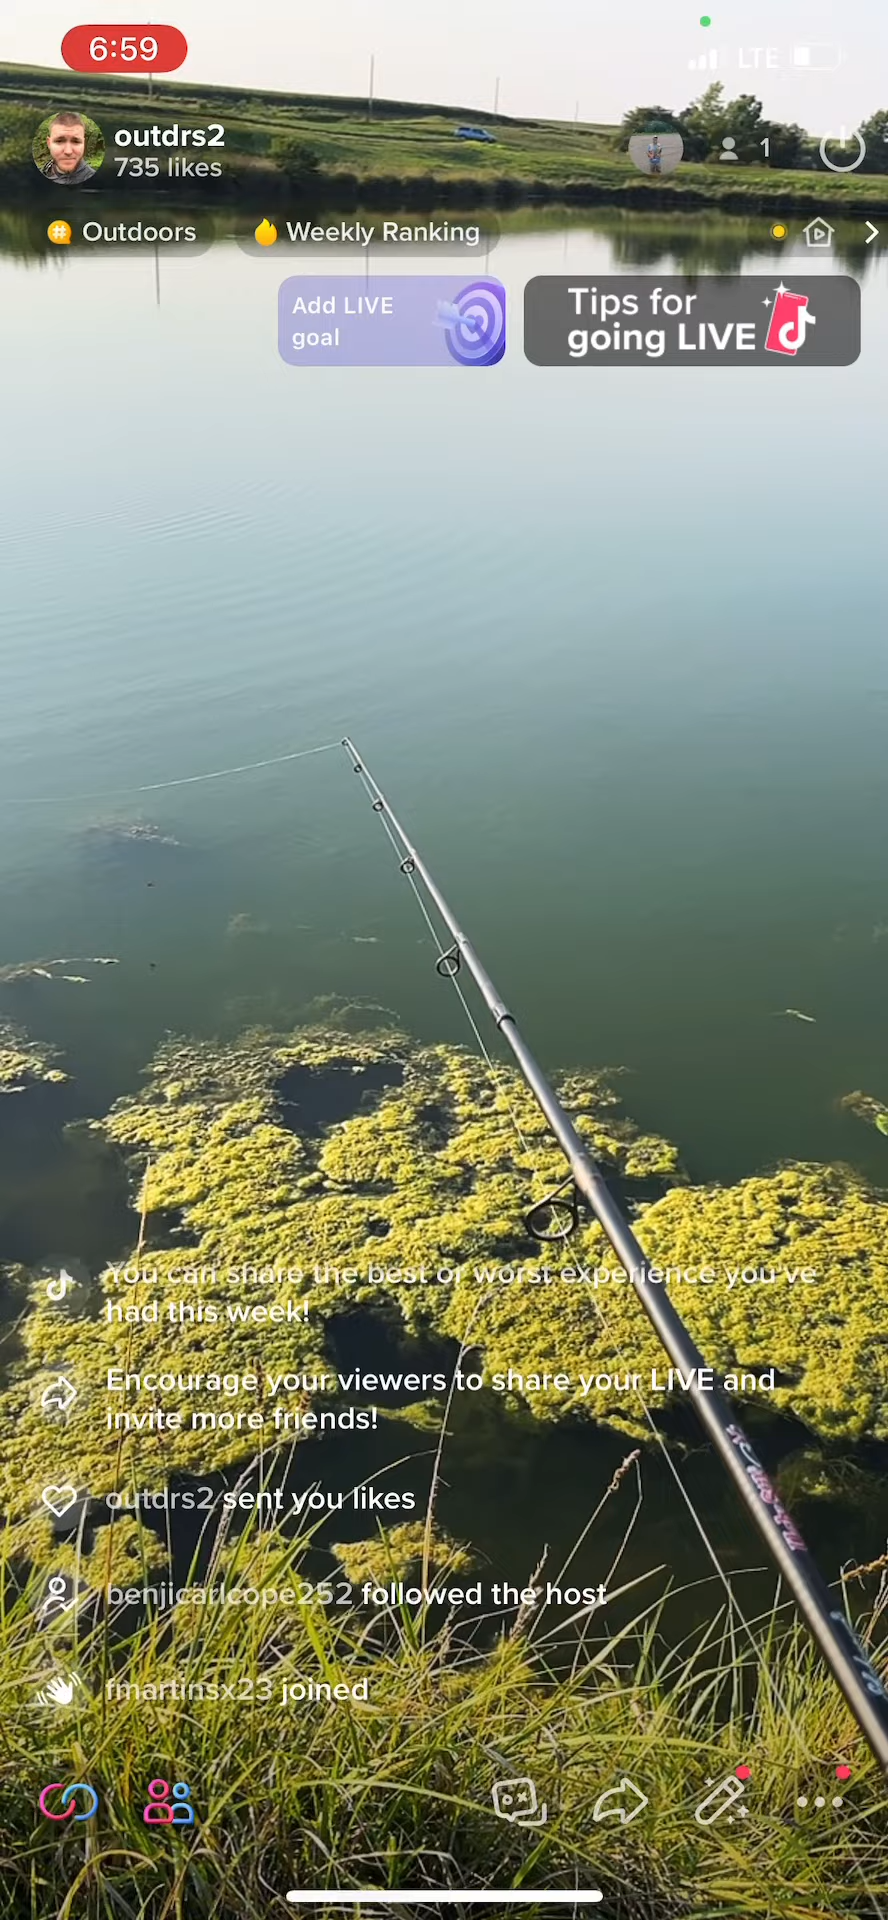 6:59
LTE
outdrs2
735 likes
1
Outdoors
Weekly Ranking
Add LIVE
goal
Tips for
going LIVE
You can share the best or worst experience you've
had this week!
Encourage your viewers to share your LIVE and
invite more friends!
outdrs2 sent you likes
benjicarlcope252 followed the host
fmartinsx23 joined